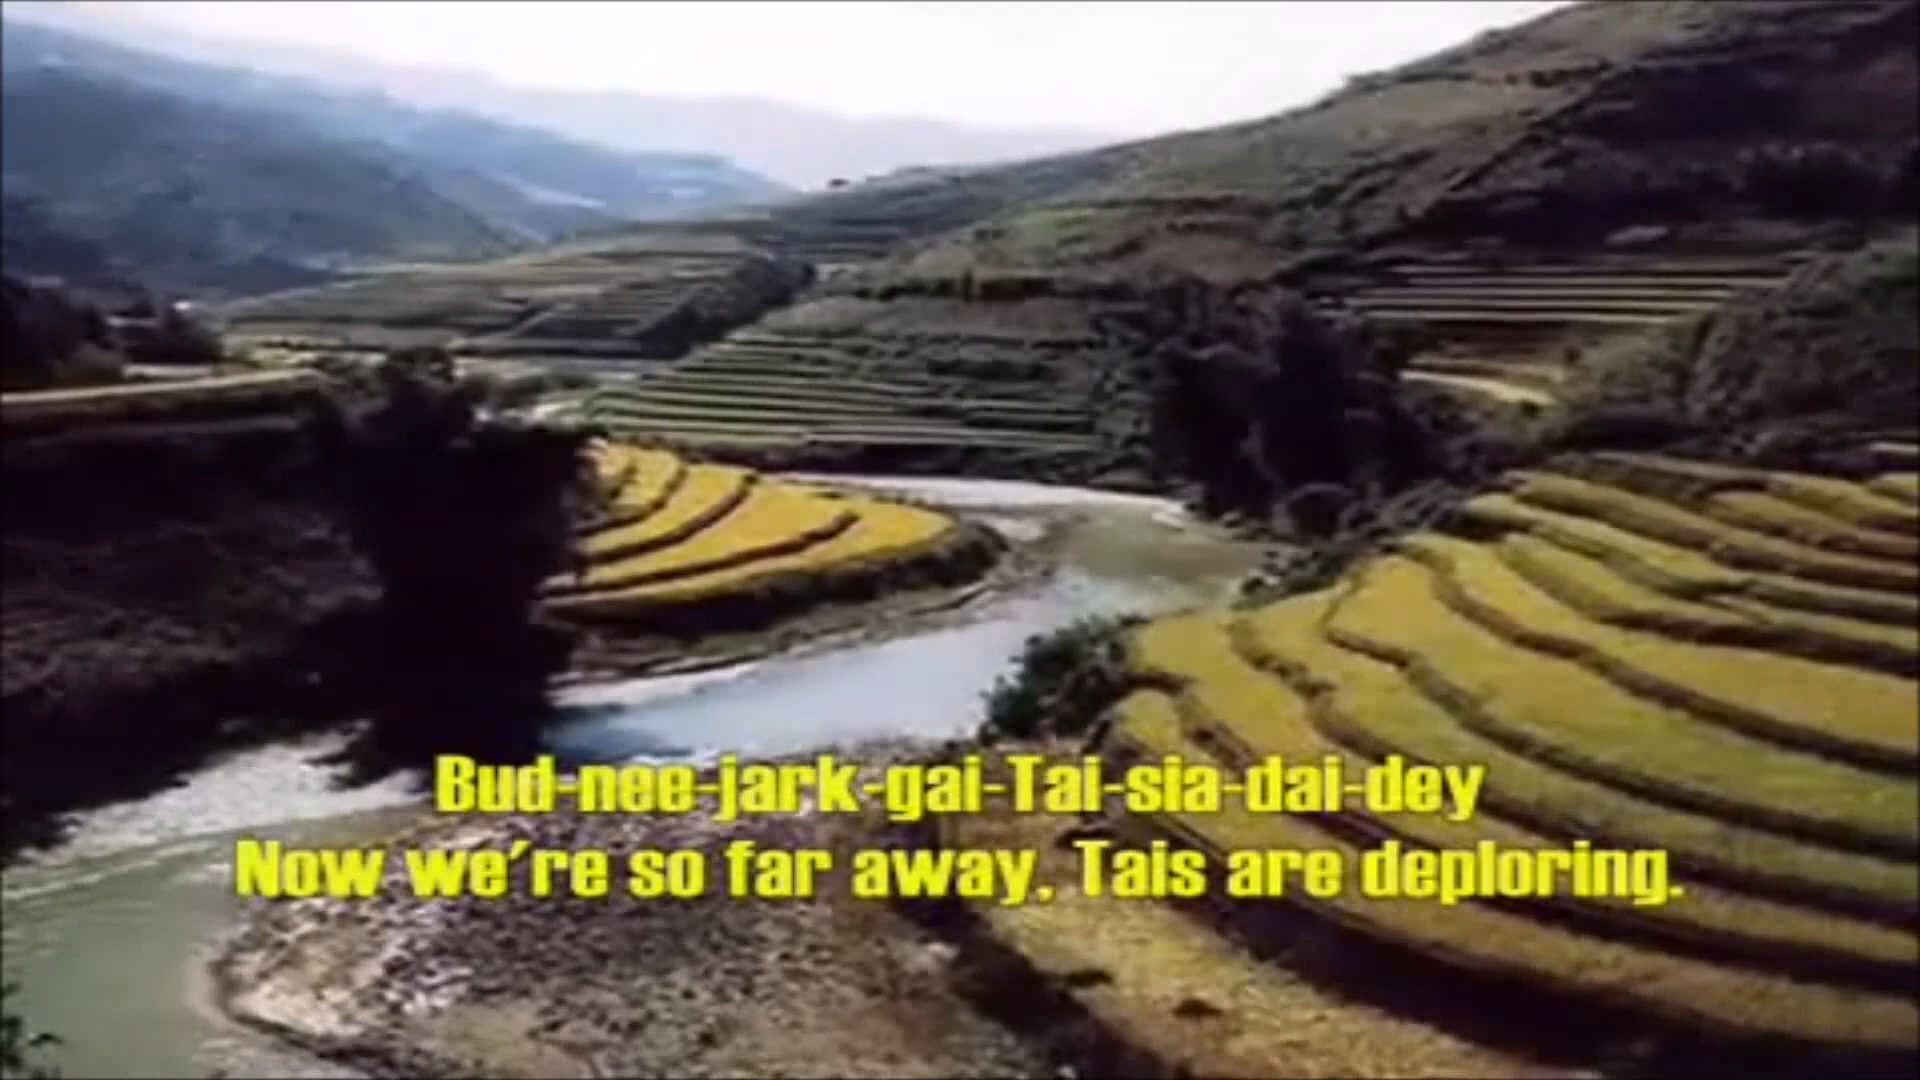 Bud-nee-jark-gai-Tai-sia-dai-dey
Now we're so far away, Tais are deploring.